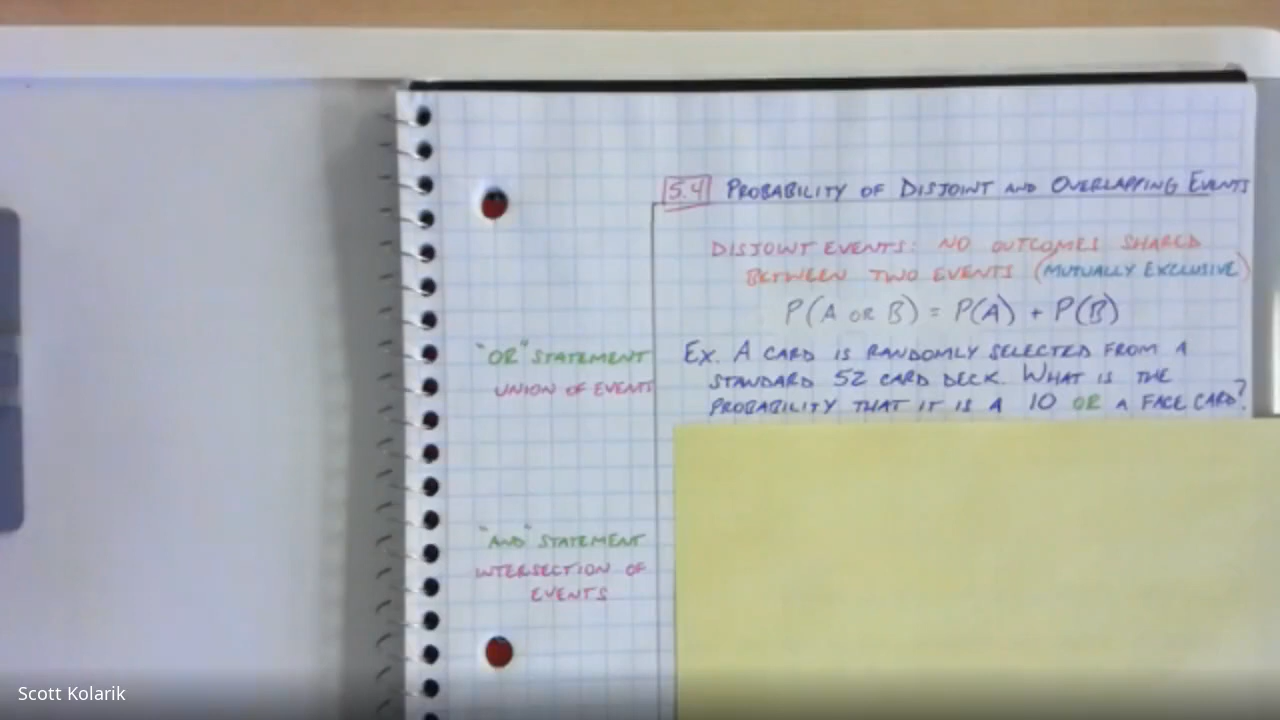 5.4 PROBABILITY OF DISJOINT AND OVERLAPPING EVENTS
DISJOINT EVENTS: NO OUTCOMES SHARED
BETWEEN TWO EVENTS (MUTUALLY EXCLUSIVE)
P(A OR B) = P(A) + P(B)
"OR" STATEMENT
UNION OF EVENTS
EX. A CARD IS RANDOMLY SELECTED FROM A
STANDARD 52 CARD DECK. WHAT IS THE
PROBABILITY THAT IT IS A 10 OR A FACE CARD?
"AND" STATEMENT
INTERSECTION OF
EVENTS
Scott Kolarik